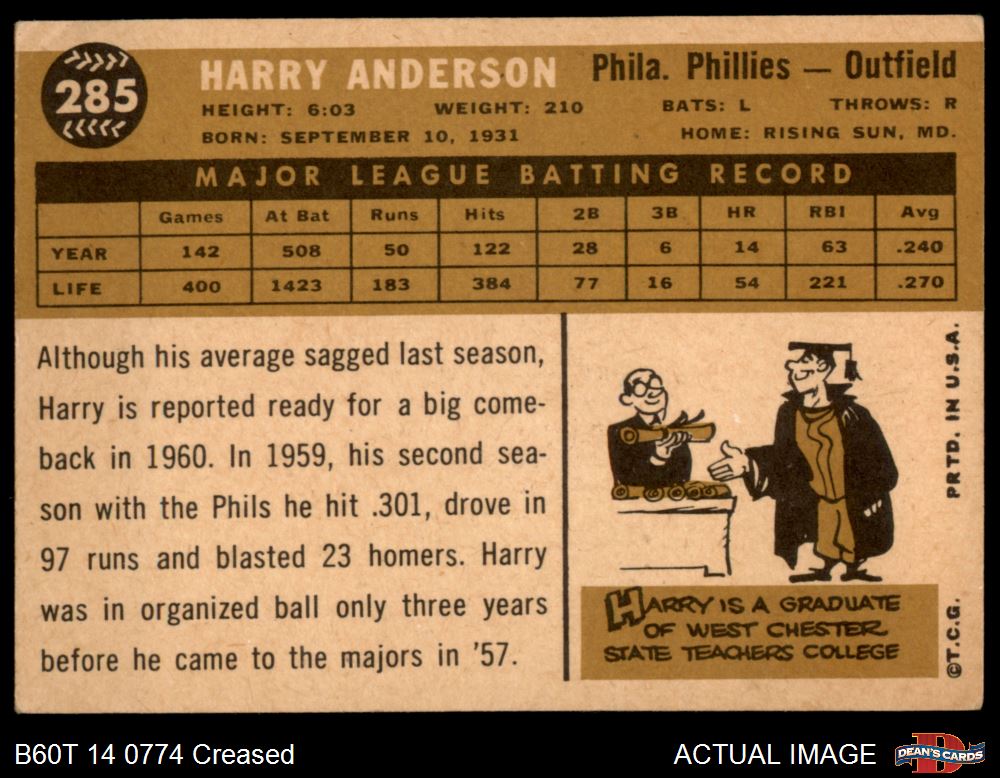 285
HARRY ANDERSON Phila. Phillies — Outfield
HEIGHT: 6:03 WEIGHT: 210 BATS: L THROWS: R
BORN: SEPTEMBER 10, 1931 HOME: RISING SUN, MD.
MAJOR LEAGUE BATTING RECORD
Games At Bat Runs Hits 2B 3B HR RBI Avg
YEAR 142 508 50 122 28 6 14 63 .240
LIFE 400 1423 183 384 77 16 54 221 .270
Although his average sagged last season,
Harry is reported ready for a big come-
back in 1960. In 1959, his second sea-
son with the Phils he hit .301, drove in
97 runs and blasted 23 homers. Harry
was in organized ball only three years
before he came to the majors in '57.
HARRY IS A GRADUATE
OF WEST CHESTER
STATE TEACHERS COLLEGE
PRTD. IN U.S.A.
©T.C.G.
B60T 14 0774 Creased
ACTUAL IMAGE
DEAN'S CARDS